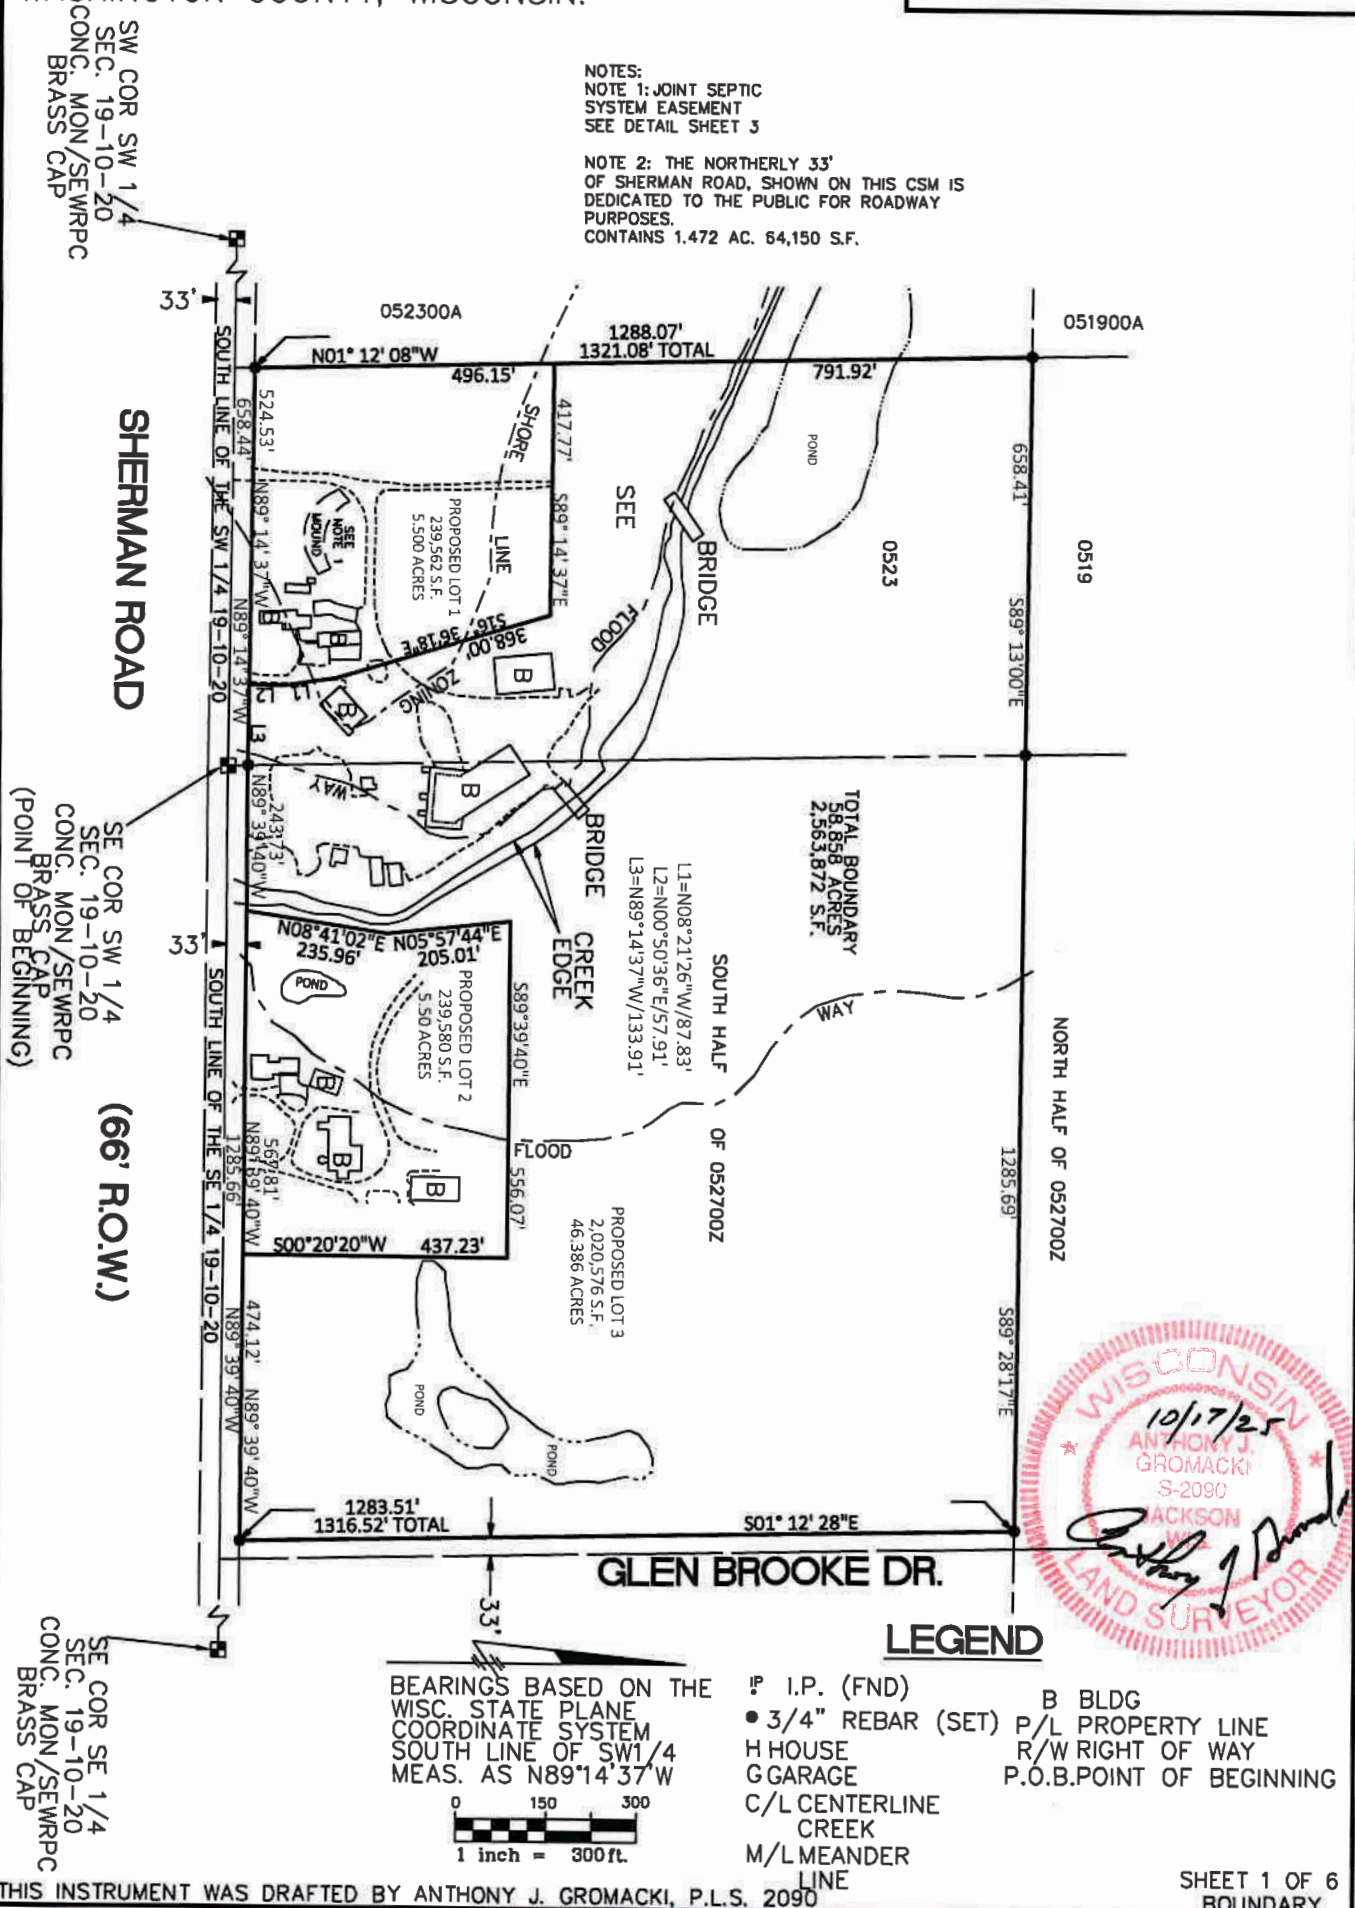 WASHINGTON COUNTY, WISCONSIN.
SW COR SW 1/4
SEC. 19-10-20
CONC. MON/SEWRPC
BRASS CAP
NOTES:
NOTE 1: JOINT SEPTIC
SYSTEM EASEMENT
SEE DETAIL SHEET 3
NOTE 2: THE NORTHERLY 33'
OF SHERMAN ROAD, SHOWN ON THIS CSM IS
DEDICATED TO THE PUBLIC FOR ROADWAY
PURPOSES.
CONTAINS 1.472 AC. 64,150 S.F.
33'
052300A
1288.07'
1321.08' TOTAL
051900A
N01° 12' 08"W
496.15'
791.92'
SOUTH LINE OF THE SW 1/4 19-10-20
658.44'
N89° 14' 37"W
524.53'
N89° 14' 37"W
SHORE
LINE
417.77'
S89° 14' 37"E
SEE
POND
658.41'
S89° 13'00"E
0519
0523
BRIDGE
FLOOD
SEE
NOTE 1
MOUND
PROPOSED LOT 1
239,562 S.F.
5.500 ACRES
S16° 36'18"E
368.00'
ZONING
B
B
B
B
B
L1
L2
L3
SHERMAN ROAD
WAY
N89° 39'40"W
243.73'
BRIDGE
CREEK
EDGE
TOTAL BOUNDARY
58.858 ACRES
2,563,872 S.F.
L1=N08°21'26"W/87.83'
L2=N00°50'36"E/57.91'
L3=N89°14'37"W/133.91'
SE COR SW 1/4
SEC. 19-10-20
CONC. MON/SEWRPC
BRASS CAP
(POINT OF BEGINNING)
33'
N08°41'02"E
235.96'
N05°57'44"E
205.01'
POND
PROPOSED LOT 2
239,580 S.F.
5.50 ACRES
S89°39'40"E
556.07'
SOUTH HALF OF 052700Z
WAY
NORTH HALF OF 052700Z
FLOOD
B
B
B
SOUTH LINE OF THE SE 1/4 19-10-20
1285.66'
N89° 39' 40"W
567.81'
N89° 39' 40"W
(66' R.O.W.)
S00°20'20"W
437.23'
PROPOSED LOT 3
2,020,576 S.F.
46.386 ACRES
1285.69'
S89° 28'17"E
474.12'
N89° 39' 40"W
POND
POND
1283.51'
1316.52' TOTAL
S01° 12' 28"E
GLEN BROOKE DR.
33'
WISCONSIN
10/17/25
ANTHONY J.
GROMACKI
S-2090
JACKSON
WIS.
LAND SURVEYOR
SE COR SE 1/4
SEC. 19-10-20
CONC. MON/SEWRPC
BRASS CAP
BEARINGS BASED ON THE
WISC. STATE PLANE
COORDINATE SYSTEM
SOUTH LINE OF SW1/4
MEAS. AS N89°14'37"W
0 150 300
1 inch = 300 ft.
LEGEND
IP I.P. (FND)
3/4" REBAR (SET)
H HOUSE
G GARAGE
C/L CENTERLINE
CREEK
M/L MEANDER
LINE
B BLDG
P/L PROPERTY LINE
R/W RIGHT OF WAY
P.O.B. POINT OF BEGINNING
THIS INSTRUMENT WAS DRAFTED BY ANTHONY J. GROMACKI, P.L.S. 2090
SHEET 1 OF 6
BOUNDARY